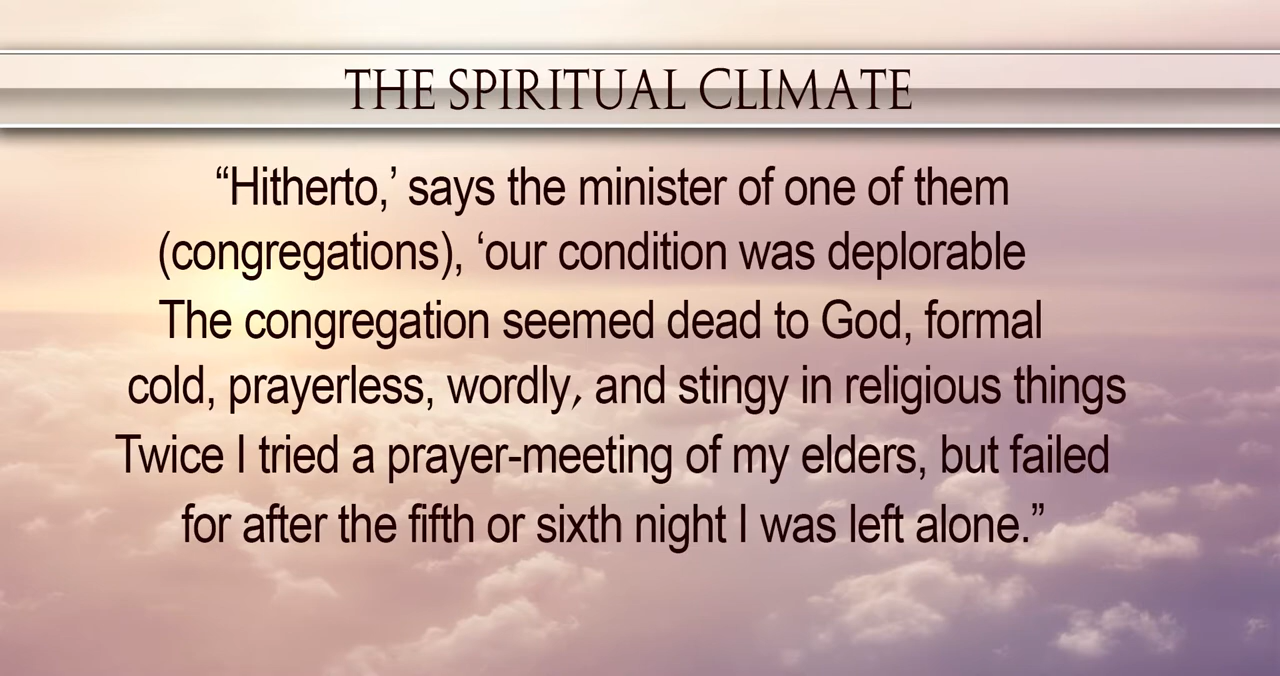 THE SPIRITUAL CLIMATE
“Hitherto,’ says the minister of one of them
(congregations), ‘our condition was deplorable
The congregation seemed dead to God, formal
cold, prayerless, wordly, and stingy in religious things
Twice I tried a prayer-meeting of my elders, but failed
for after the fifth or sixth night I was left alone.”